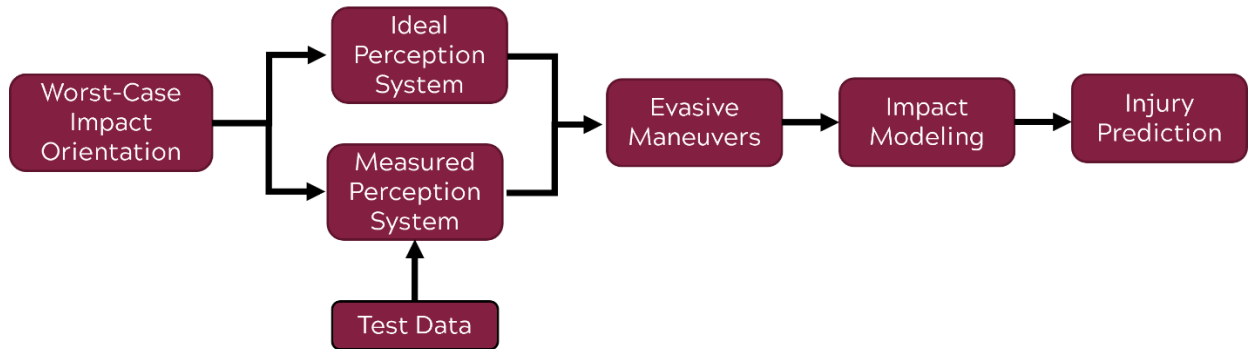 Worst-Case
Impact
Orientation
Ideal
Perception
System
Measured
Perception
System
Test Data
Evasive
Maneuvers
Impact
Modeling
Injury
Prediction